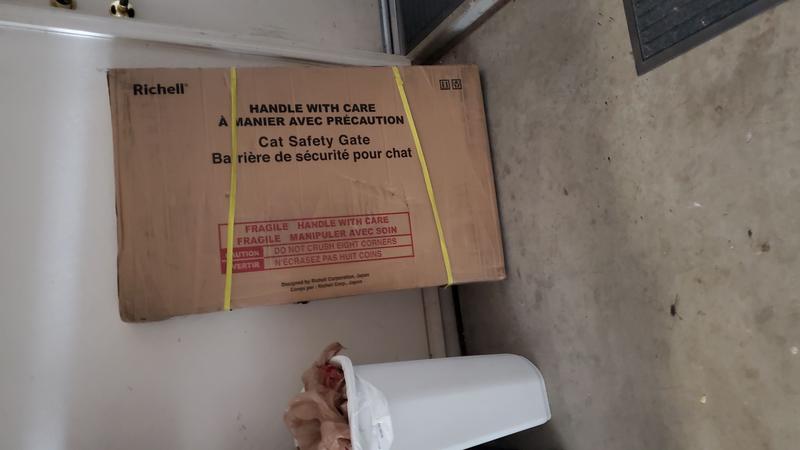 Richell®
HANDLE WITH CARE
À MANIER AVEC PRÉCAUTION
Cat Safety Gate
Barrière de sécurité pour chat
FRAGILE HANDLE WITH CARE
FRAGILE MANIPULER AVEC SOIN
CAUTION DO NOT CRUSH EIGHT CORNERS
AVERTIR N'ÉCRASEZ PAS HUIT COINS
Designed by Richell Corporation, Japan
Conçu par : Richell Corp., Japan